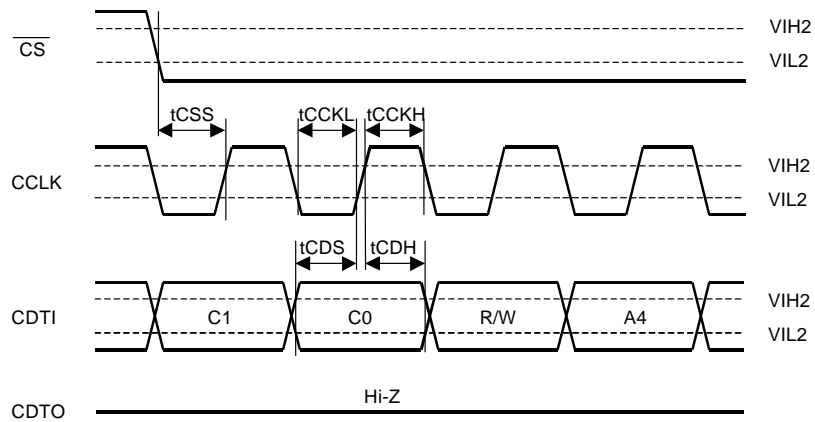 CS
VIH2
VIL2
tCSS
tCCKL
tCCKH
CCLK
VIH2
VIL2
tCDS
tCDH
CDTI
C1
C0
R/W
A4
VIH2
VIL2
CDTO
Hi-Z